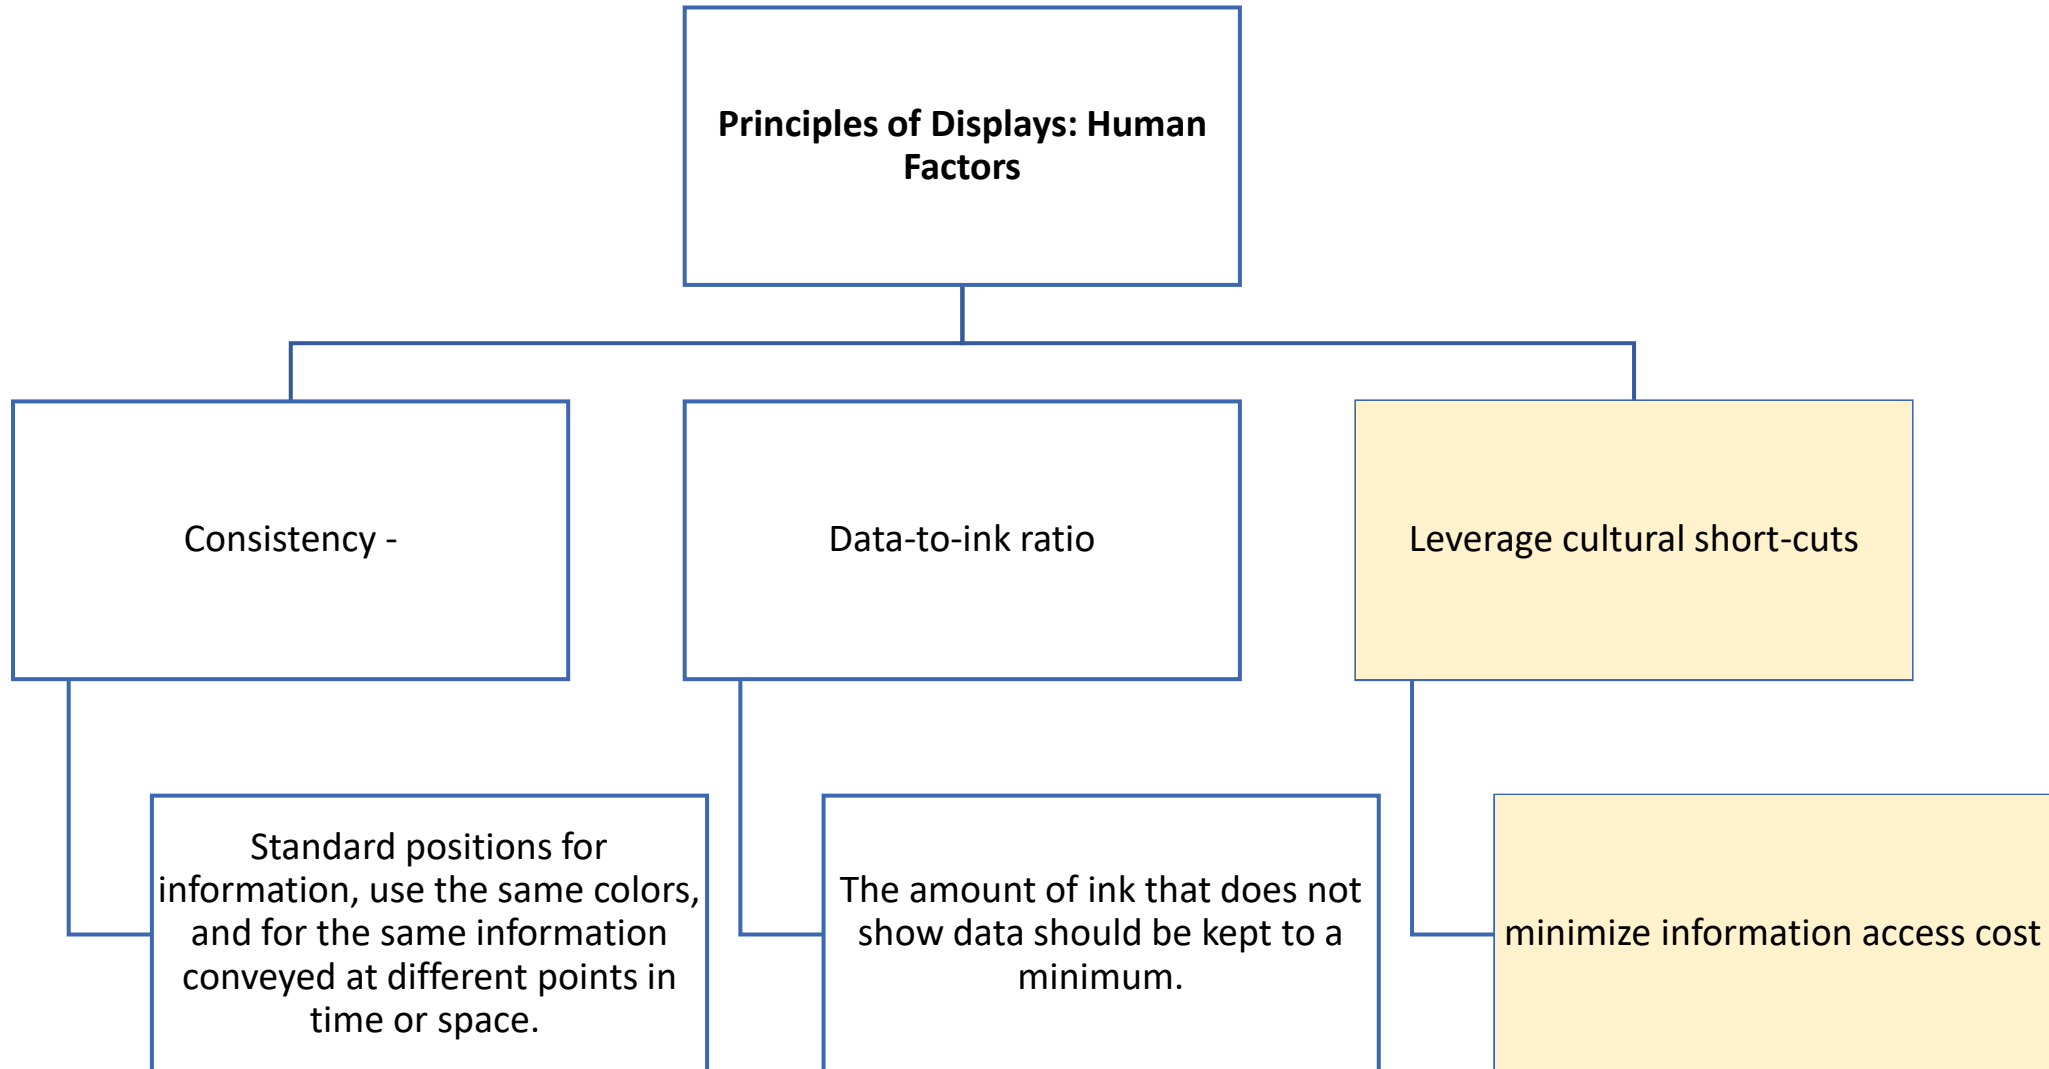 Principles of Displays: Human
Factors
Consistency -
Data-to-ink ratio
Leverage cultural short-cuts
Standard positions for
information, use the same colors,
and for the same information
conveyed at different points in
time or space.
The amount of ink that does not
show data should be kept to a
minimum.
minimize information access cost